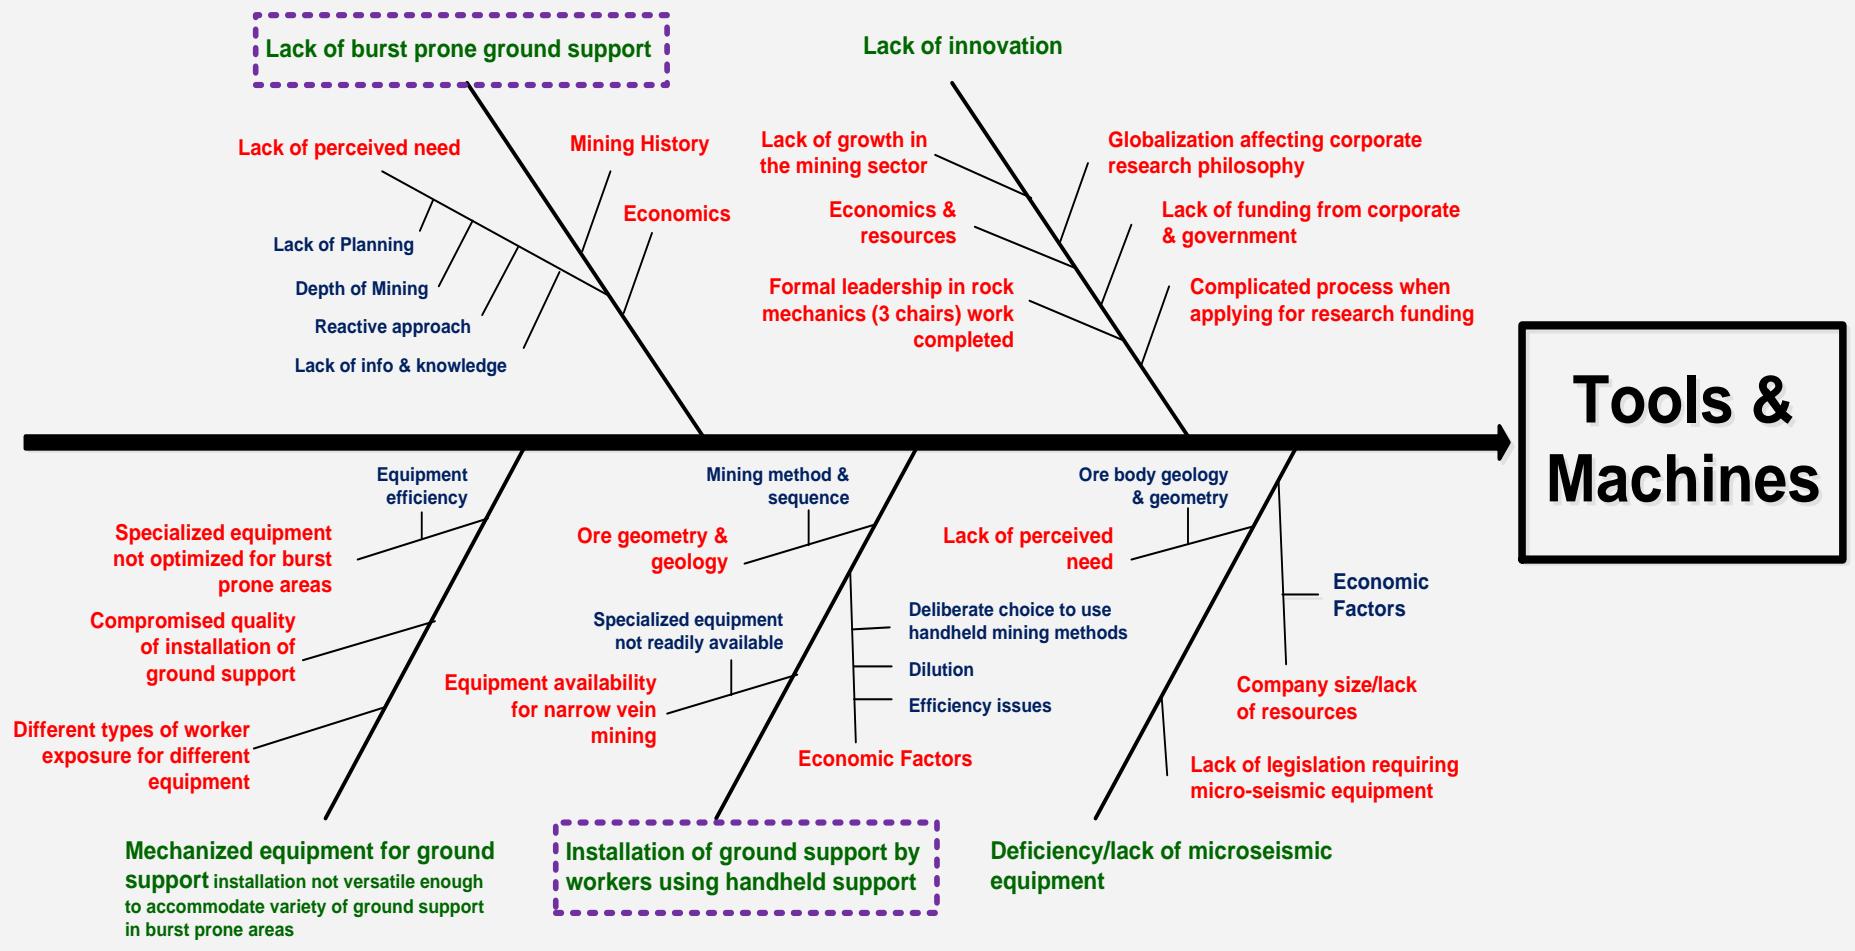 Lack of burst prone ground support
Lack of innovation
Lack of perceived need
Mining History
Economics
Lack of Planning
Depth of Mining
Reactive approach
Lack of info & knowledge
Lack of growth in
the mining sector
Economics &
resources
Formal leadership in rock
mechanics (3 chairs) work
completed
Globalization affecting corporate
research philosophy
Lack of funding from corporate
& government
Complicated process when
applying for research funding
Tools &
Machines
Equipment
efficiency
Specialized equipment
not optimized for burst
prone areas
Compromised quality
of installation of
ground support
Different types of worker
exposure for different
equipment
Mechanized equipment for ground
support installation not versatile enough
to accommodate variety of ground support
in burst prone areas
Mining method &
sequence
Ore geometry &
geology
Specialized equipment
not readily available
Equipment availability
for narrow vein
mining
Deliberate choice to use
handheld mining methods
Dilution
Efficiency issues
Economic Factors
Installation of ground support by
workers using handheld support
Ore body geology
& geometry
Lack of perceived
need
Economic
Factors
Company size/lack
of resources
Lack of legislation requiring
micro-seismic equipment
Deficiency/lack of microseismic
equipment